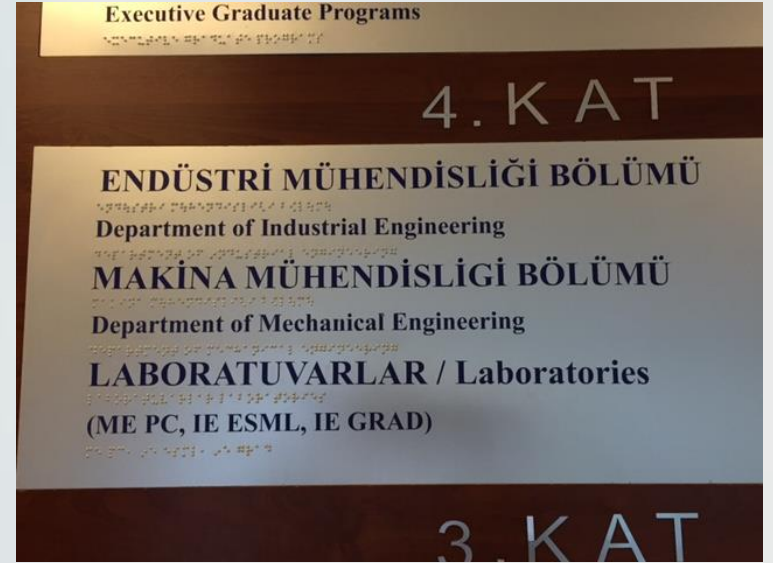 Executive Graduate Programs
4.KAT
ENDÜSTRİ MÜHENDİSLİĞİ BÖLÜMÜ
Department of Industrial Engineering
MAKİNA MÜHENDİSLİGİ BÖLÜMÜ
Department of Mechanical Engineering
LABORATUVARLAR / Laboratories
(ME PC, IE ESML, IE GRAD)
3.KAT